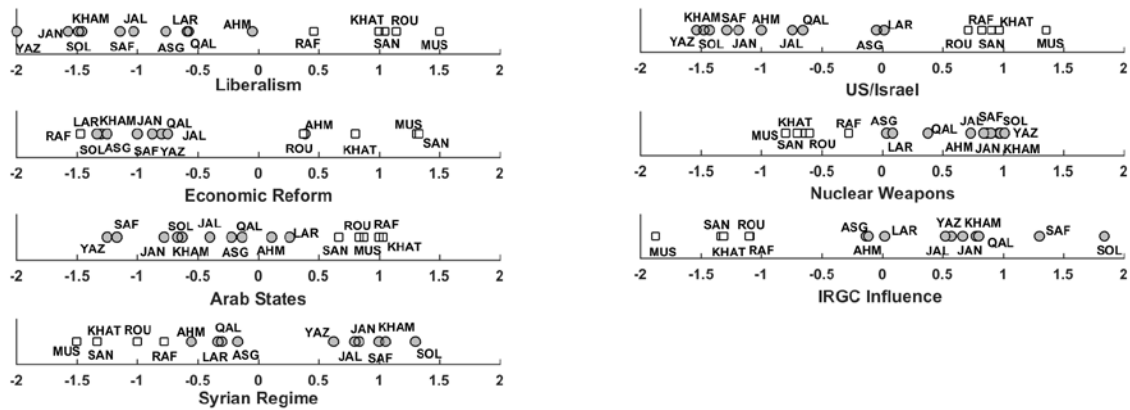 JAN KHAM JAL LAR AHM KHAT ROU
YAZ SOL SAF ASG QAL RAF SAN MUS
-2 -1.5 -1 -0.5 0 0.5 1 1.5 2
Liberalism
LAR KHAM JAN QAL AHM MUS
RAF SOL ASG SAF YAZ JAL ROU KHAT SAN
-2 -1.5 -1 -0.5 0 0.5 1 1.5 2
Economic Reform
SAF SOL JAL QAL LAR ROU RAF
YAZ JAN KHAM ASG AHM SAN MUS KHAT
-2 -1.5 -1 -0.5 0 0.5 1 1.5 2
Arab States
KHAT ROU AHM QAL YAZ JAN KHAM
MUS SAN RAF LAR ASG JAL SAF SOL
-2 -1.5 -1 -0.5 0 0.5 1 1.5 2
Syrian Regime
KHAM SAF AHM QAL LAR RAF KHAT
YAZ SOL JAN JAL ASG ROU SAN MUS
-2 -1.5 -1 -0.5 0 0.5 1 1.5 2
US/Israel
KHAT RAF ASG QAL JAL SAF SOL
MUS SAN ROU LAR AHM JAN KHAM YAZ
-2 -1.5 -1 -0.5 0 0.5 1 1.5 2
Nuclear Weapons
SAN ROU ASG LAR YAZ KHAM SAF
MUS KHAT RAF AHM JAL JAN QAL SOL
-2 -1.5 -1 -0.5 0 0.5 1 1.5 2
IRGC Influence